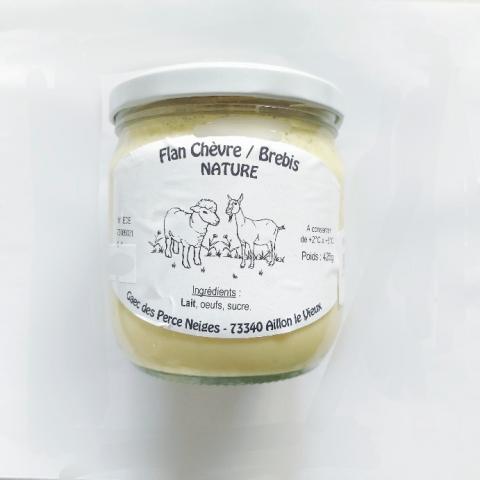 Flan Chèvre / Brebis
NATURE
A conserver
de +2°C à
Poids : 425g
Ingrédients :
Lait, oeufs, sucre.
Gaec des Perce Neiges - 73340 Aillon le Vieux